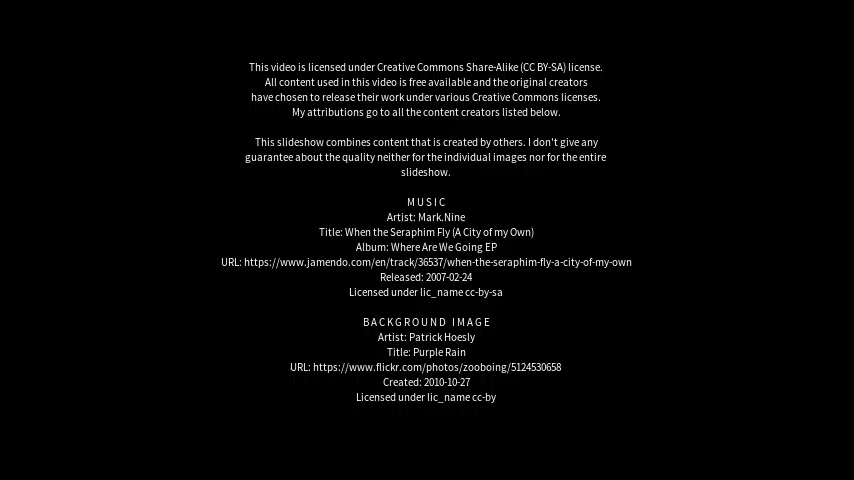 This video is licensed under Creative Commons Share-Alike (CC BY-SA) license.
All content used in this video is free available and the original creators
have chosen to release their work under various Creative Commons licenses.
My attributions go to all the content creators listed below.
This slideshow combines content that is created by others. I don't give any
guarantee about the quality neither for the individual images nor for the entire
slideshow.
MUSIC
Artist: Mark.Nine
Title: When the Seraphim Fly (A City of my Own)
Album: Where Are We Going EP
URL: https://www.jamendo.com/en/track/36537/when-the-seraphim-fly-a-city-of-my-own
Released: 2007-02-24
Licensed under lic_name cc-by-sa
BACKGROUND IMAGE
Artist: Patrick Hoesly
Title: Purple Rain
URL: https://www.flickr.com/photos/zooboing/5124530658
Created: 2010-10-27
Licensed under lic_name cc-by